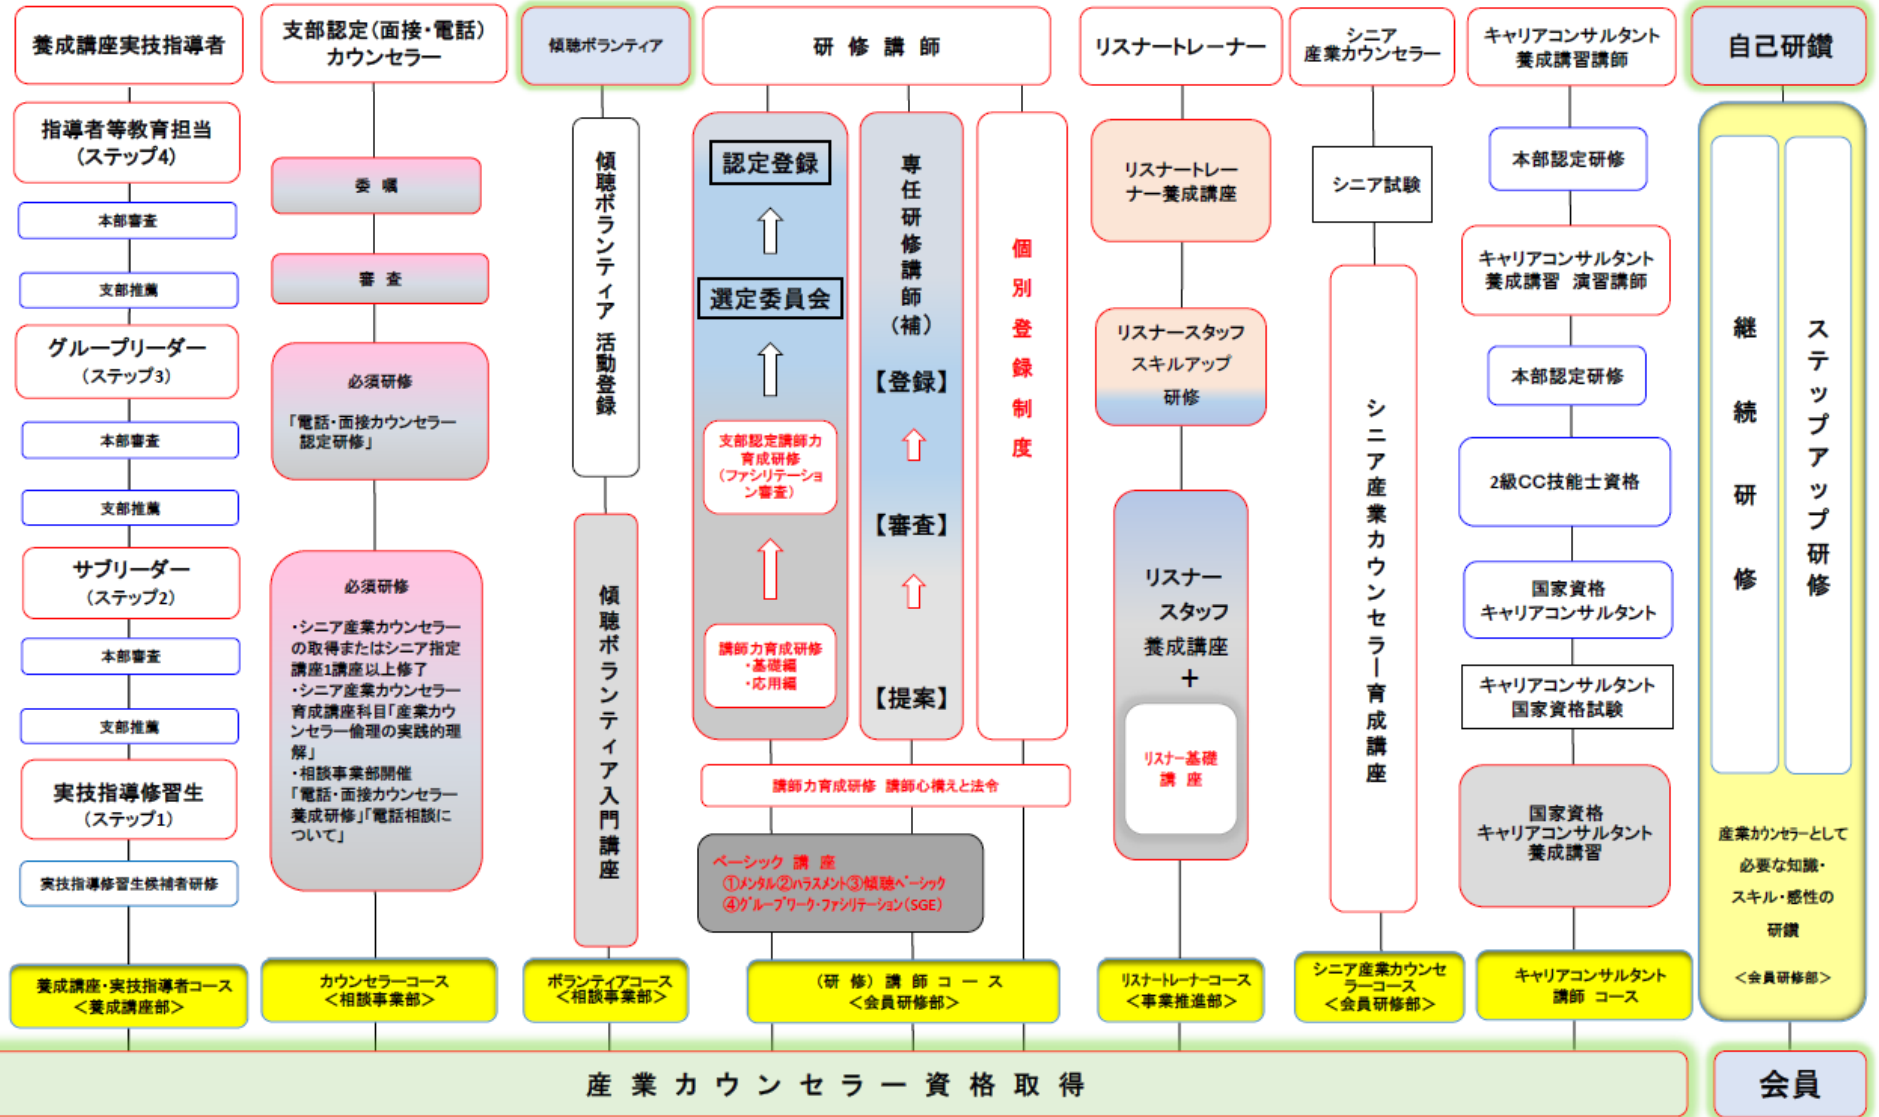 養成講座実技指導者
指導者等教育担当
(ステップ4)
本部審査
支部推薦
グループリーダー
(ステップ3)
本部審査
支部推薦
サブリーダー
(ステップ2)
本部審査
支部推薦
実技指導修習生
(ステップ1)
実技指導修習生候補者研修
養成講座・実技指導者コース
<養成講座部>
支部認定(面接・電話)
カウンセラー
委 嘱
審 査
必須研修
「電話・面接カウンセラー
認定研修」
必須研修
・シニア産業カウンセラー
の取得またはシニア指定
講座1講座以上修了
・シニア産業カウンセラー
育成講座科目「産業カウ
ンセラー倫理の実践的理
解」
・相談事業部開催
「電話・面接カウンセラー
養成研修」「電話相談に
ついて」
カウンセラーコース
<相談事業部>
傾聴ボランティア
傾聴ボランティア 活動登録
傾聴ボランティア入門講座
ボランティアコース
<相談事業部>
研 修 講 師
認定登録
選定委員会
支部認定講師力
育成研修
(ファシリテーショ
ン審査)
講師力育成研修
・基礎編
・応用編
専任研修講師(補)
【登録】
【審査】
【提案】
個別登録制度
講師力育成研修 講師心構えと法令
ベーシック 講 座
①メンタル②ハラスメント③傾聴ベーシック
④グループワーク・ファシリテーション(SGE)
(研 修) 講 師 コ ー ス
<会員研修部>
リスナートレーナー
リスナートレー
ナー養成講座
リスナースタッフ
スキルアップ
研修
リスナー
スタッフ
養成講座
+
リスナー基礎
講 座
リスナートレーナーコース
<事業推進部>
シニア
産業カウンセラー
シニア試験
シニア産業カウンセラー育成講座
シニア産業カウンセ
ラーコース
<会員研修部>
キャリアコンサルタント
養成講習講師
本部認定研修
キャリアコンサルタント
養成講習 演習講師
本部認定研修
2級CC技能士資格
国家資格
キャリアコンサルタント
キャリアコンサルタント
国家資格試験
国家資格
キャリアコンサルタント
養成講習
キャリアコンサルタント
講師 コース
自己研鑽
継続研修
ステップアップ研修
産業カウンセラーとして
必要な知識・
スキル・感性の
研鑽
<会員研修部>
産 業 カ ウ ン セ ラ ー 資 格 取 得
会員